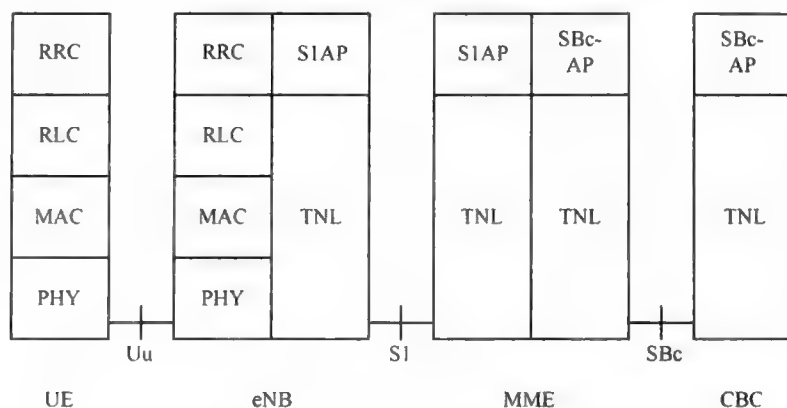 RRC
RRC
S1AP
S1AP
SBc-
AP
SBc-
AP
RLC
RLC
MAC
MAC
TNL
TNL
TNL
TNL
PHY
PHY
Uu
S1
SBc
UE
eNB
MME
CBC